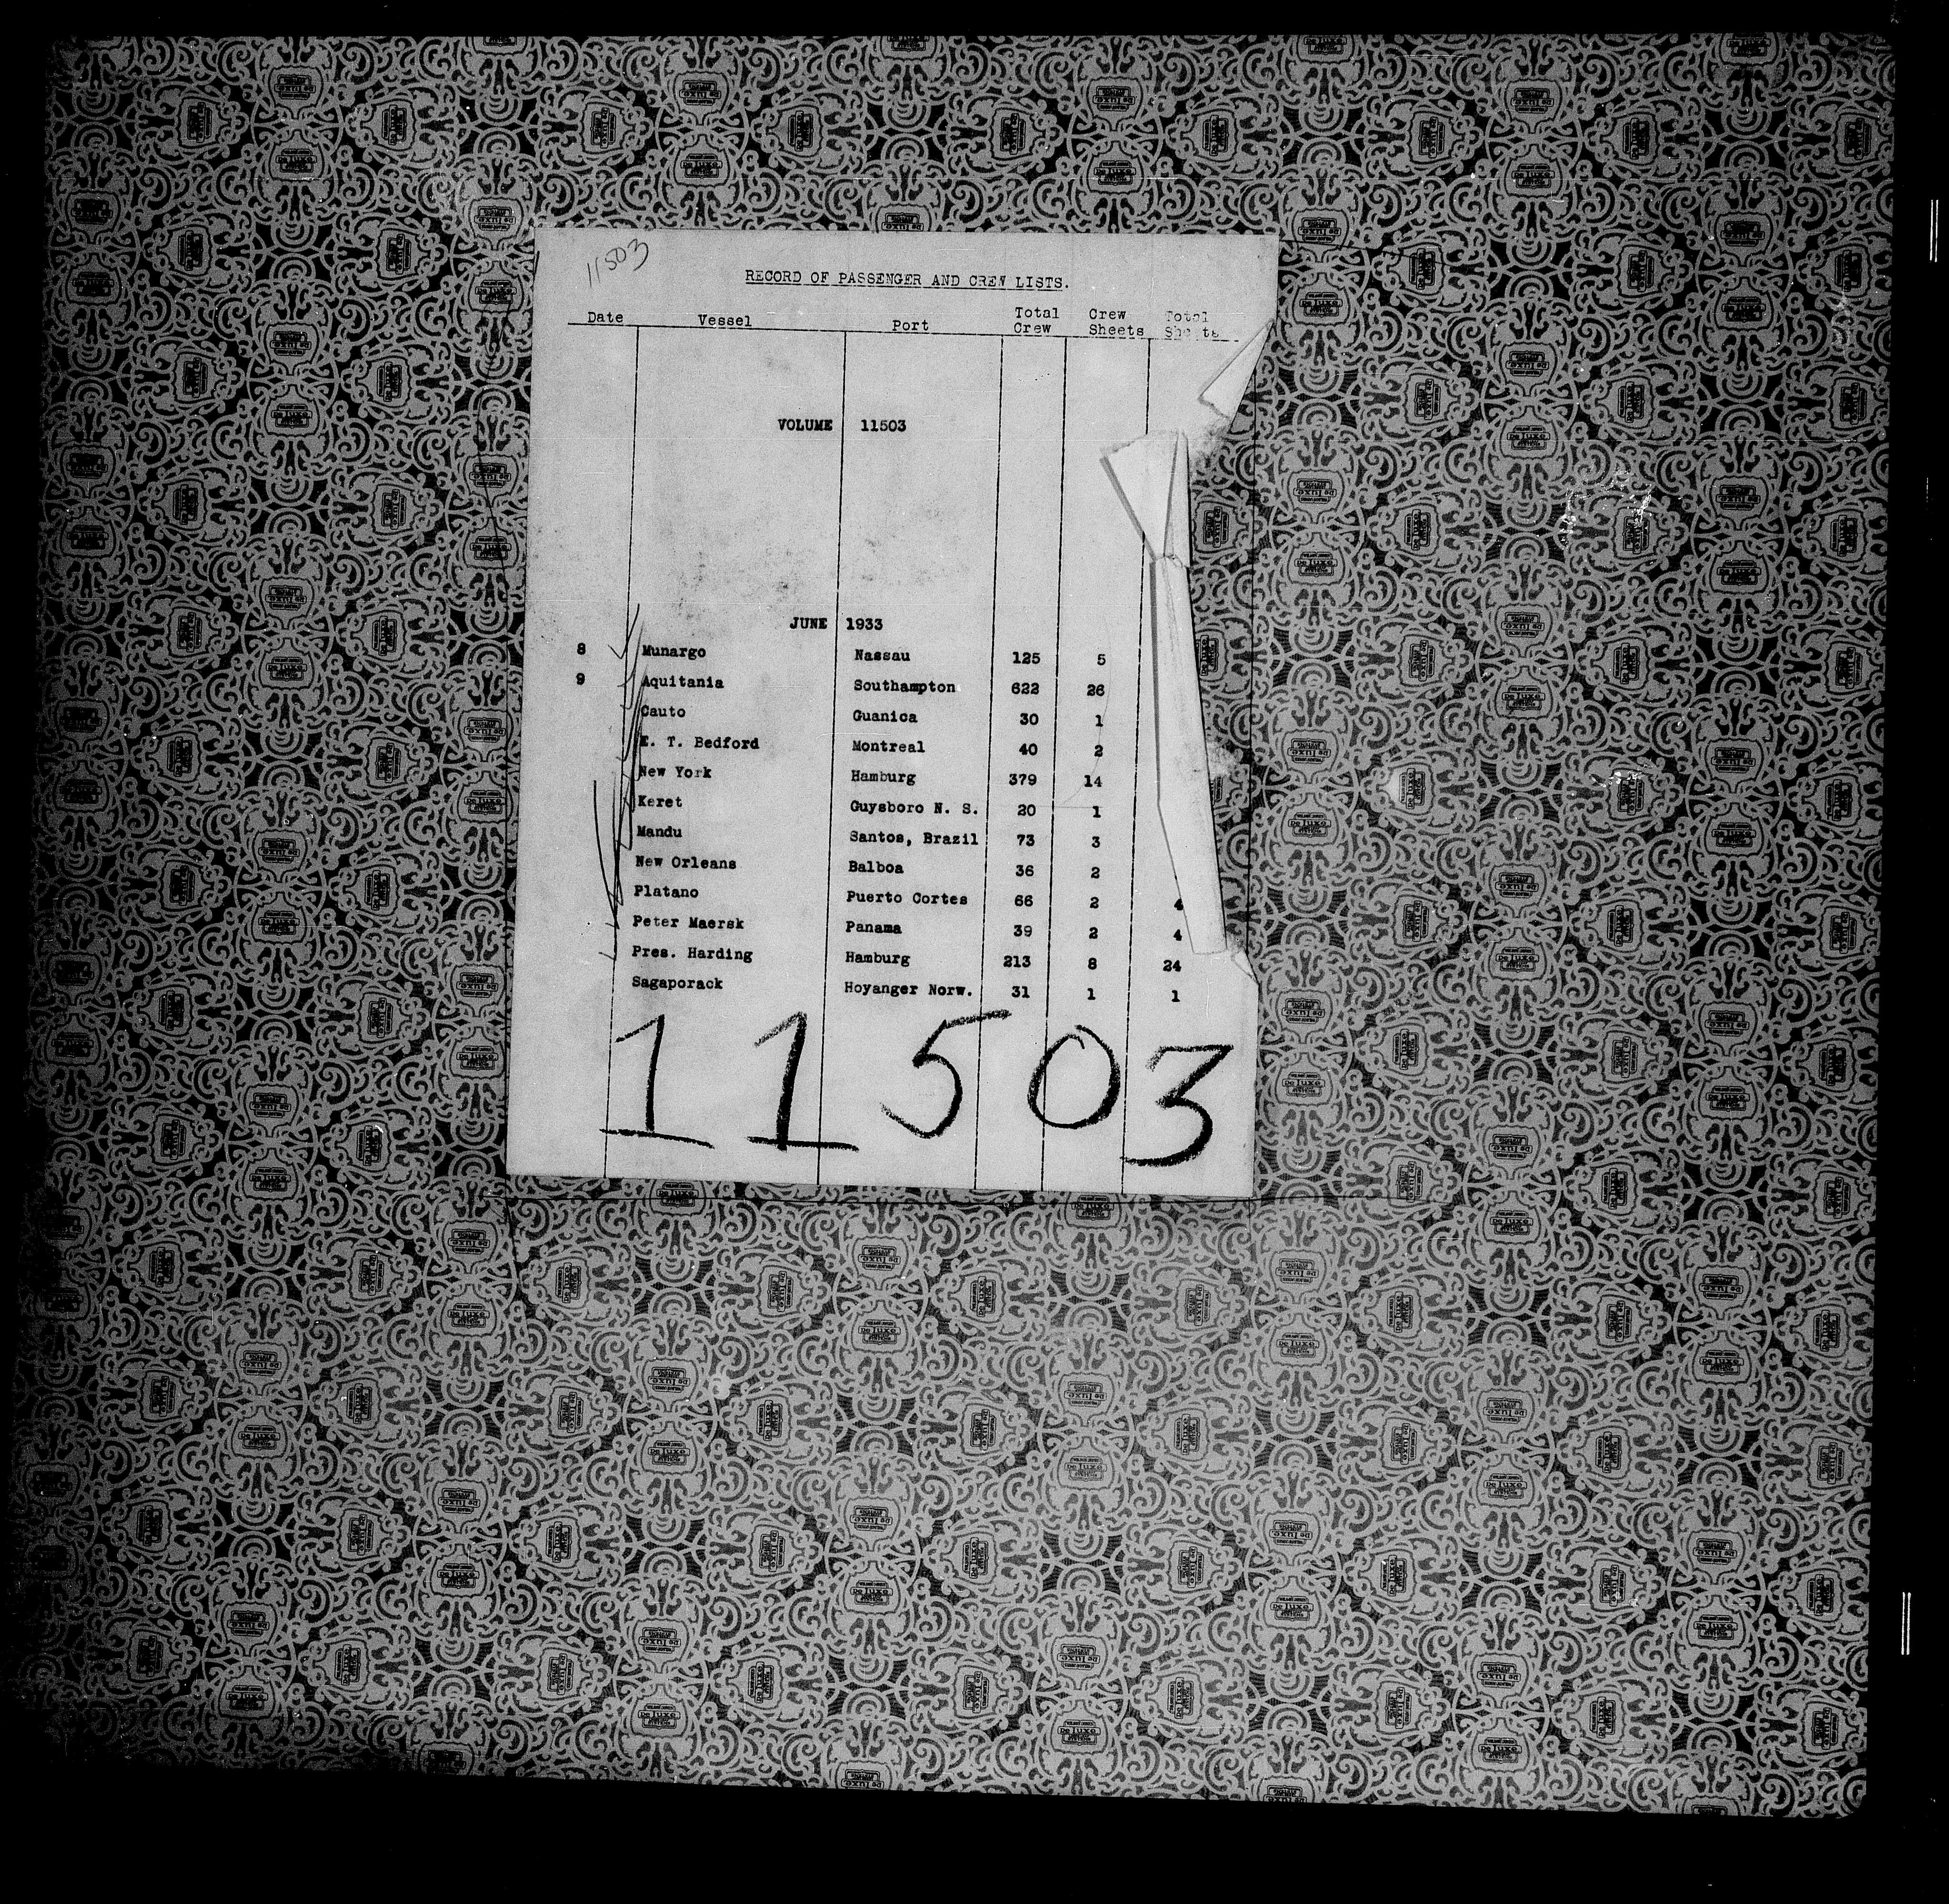 11503
RECORD OF PASSENGER AND CREW LISTS.
Date Vessel Port Total Crew Crew Sheets Total Sheets
VOLUME 11503
JUNE 1933
8 Munargo Nassau 125 5
9 Aquitania Southampton 622 26
Cauto Guanica 30 1
E. T. Bedford Montreal 40 2
New York Hamburg 379 14
Keret Guysboro N. S. 20 1
Mandu Santos, Brazil 73 3
New Orleans Balboa 36 2
Platano Puerto Cortes 66 2 4
Peter Maersk Panama 39 2 4
Pres. Harding Hamburg 213 8 24
Sagaporack Hoyanger Norw. 31 1 1
11503